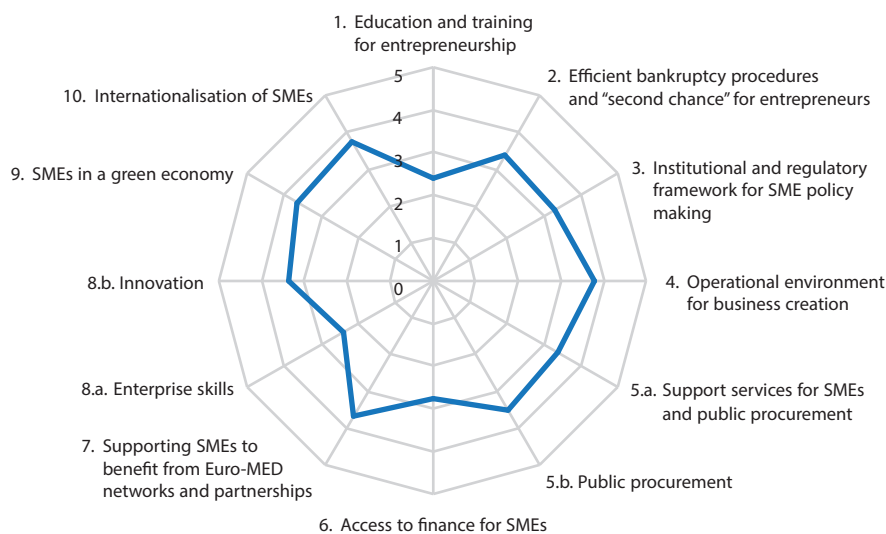 1. Education and training
for entrepreneurship
2. Efficient bankruptcy procedures
and “second chance” for entrepreneurs
3. Institutional and regulatory
framework for SME policy
making
4. Operational environment
for business creation
5.a. Support services for SMEs
and public procurement
5.b. Public procurement
6. Access to finance for SMEs
7. Supporting SMEs to
benefit from Euro-MED
networks and partnerships
8.a. Enterprise skills
8.b. Innovation
9. SMEs in a green economy
10. Internationalisation of SMEs
5
4
3
2
1
0